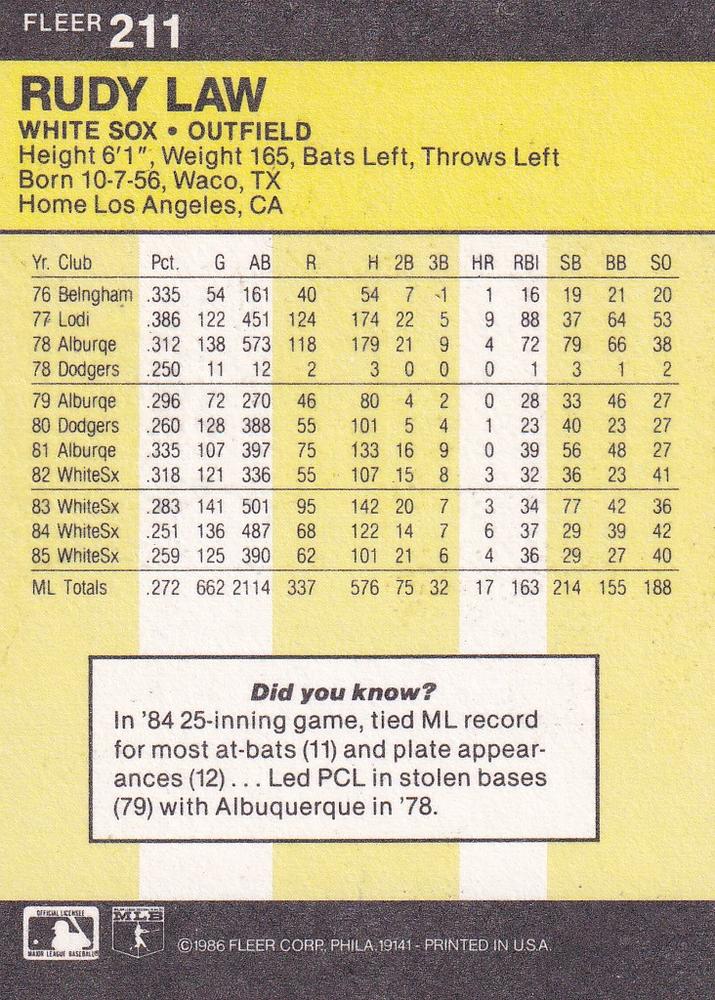 FLEER 211
RUDY LAW
WHITE SOX • OUTFIELD
Height 6'1", Weight 165, Bats Left, Throws Left
Born 10-7-56, Waco, TX
Home Los Angeles, CA
Yr. Club Pct. G AB R H 2B 3B HR RBI SB BB SO
76 Belngham .335 54 161 40 54 7 1 1 16 19 21 20
77 Lodi .386 122 451 124 174 22 5 9 88 37 64 53
78 Alburqe .312 138 573 118 179 21 9 4 72 79 66 38
78 Dodgers .250 11 12 2 3 0 0 0 1 3 1 2
79 Alburqe .296 72 270 46 80 4 2 0 28 33 46 27
80 Dodgers .260 128 388 55 101 5 4 1 23 40 23 27
81 Alburqe .335 107 397 75 133 16 9 0 39 56 48 27
82 WhiteSx .318 121 336 55 107 15 8 3 32 36 23 41
83 WhiteSx .283 141 501 95 142 20 7 3 34 77 42 36
84 WhiteSx .251 136 487 68 122 14 7 6 37 29 39 42
85 WhiteSx .259 125 390 62 101 21 6 4 36 29 27 40
ML Totals .272 662 2114 337 576 75 32 17 163 214 155 188
Did you know?
In '84 25-inning game, tied ML record
for most at-bats (11) and plate appear-
ances (12) . . . Led PCL in stolen bases
(79) with Albuquerque in '78.
OFFICIAL LICENSEE
MAJOR LEAGUE BASEBALL
MLB
©1986 FLEER CORP., PHILA. 19141 - PRINTED IN U.S.A.